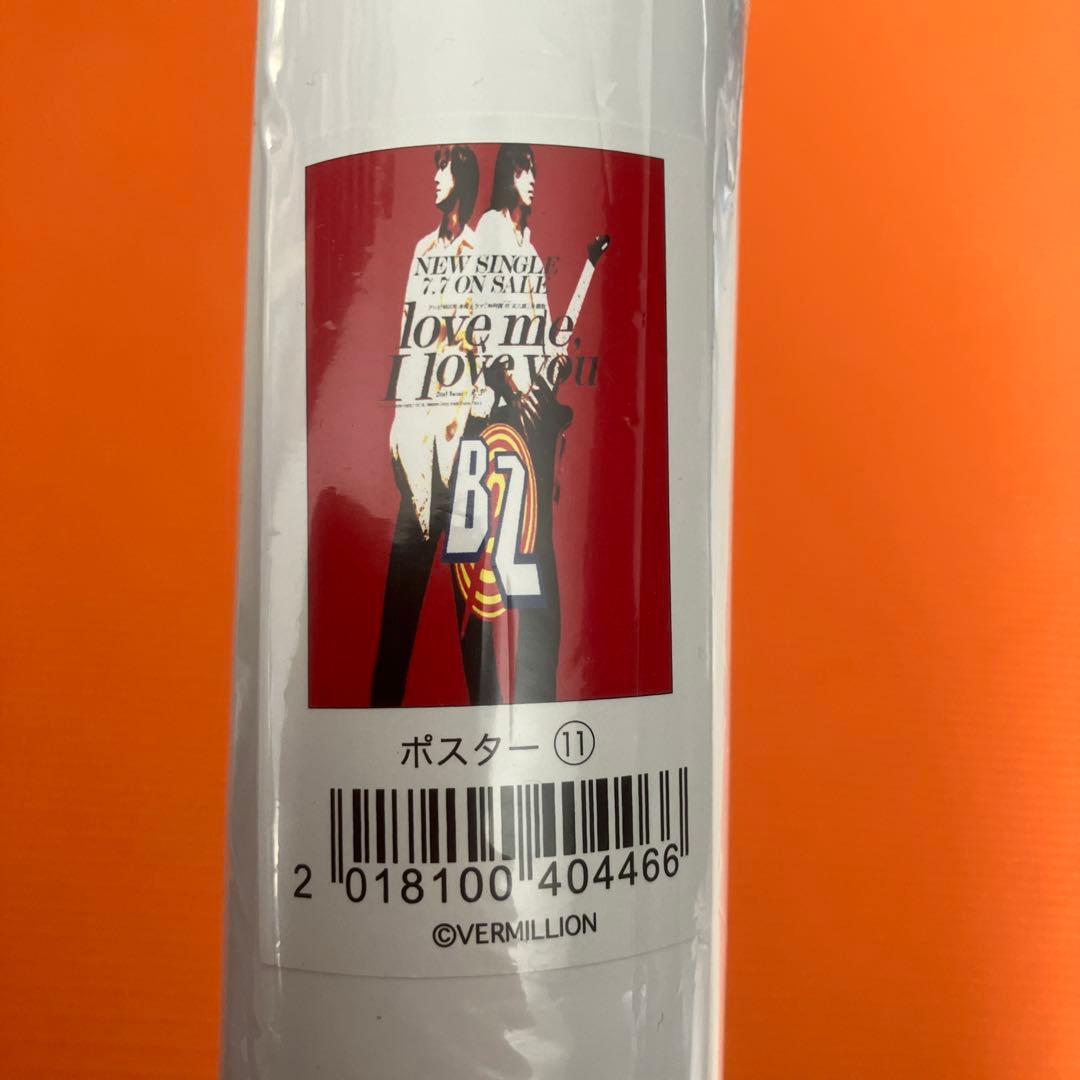 NEW SINGLE
7.7 ON SALE
love me,
I love you
B'Z
ポスター ⑪
2 018100 404466
©VERMILLION